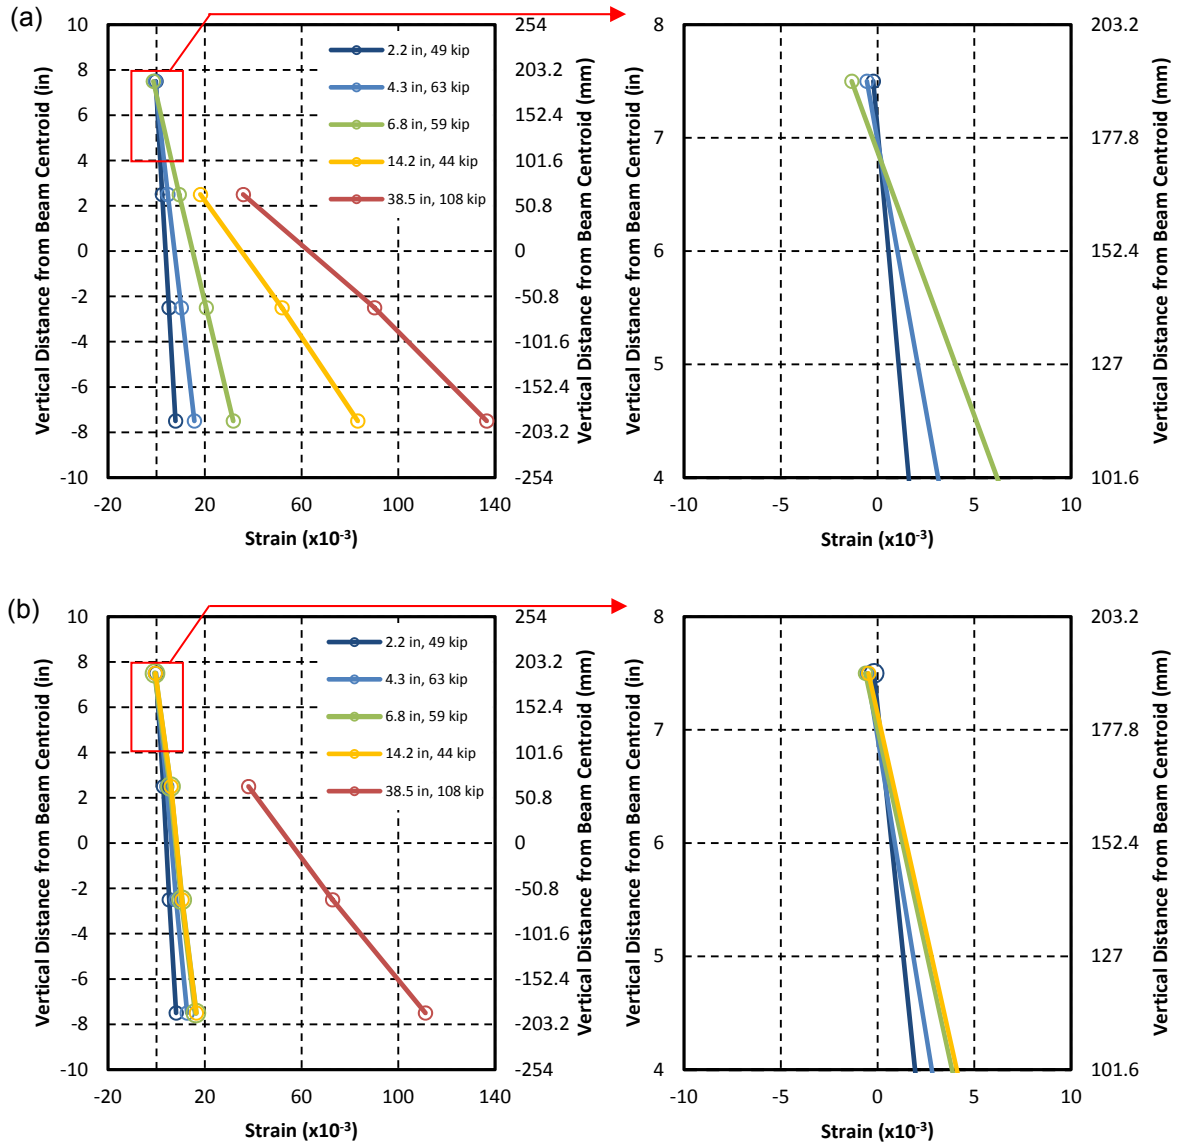 (a)
Vertical Distance from Beam Centroid (in)
10
8
6
4
2
0
-2
-4
-6
-8
-10
2.2 in, 49 kip
4.3 in, 63 kip
6.8 in, 59 kip
14.2 in, 44 kip
38.5 in, 108 kip
254
203.2
152.4
101.6
50.8
0
-50.8
-101.6
-152.4
-203.2
-254
Vertical Distance from Beam Centroid (mm)
-20 20 60 100 140
Strain (x10-3)
Vertical Distance from Beam Centroid (in)
8
7
6
5
4
203.2
177.8
152.4
127
101.6
Vertical Distance from Beam Centroid (mm)
-10 -5 0 5 10
Strain (x10-3)
(b)
Vertical Distance from Beam Centroid (in)
10
8
6
4
2
0
-2
-4
-6
-8
-10
2.2 in, 49 kip
4.3 in, 63 kip
6.8 in, 59 kip
14.2 in, 44 kip
38.5 in, 108 kip
254
203.2
152.4
101.6
50.8
0
-50.8
-101.6
-152.4
-203.2
-254
Vertical Distance from Beam Centroid (mm)
-20 20 60 100 140
Strain (x10-3)
Vertical Distance from Beam Centroid (in)
8
7
6
5
4
203.2
177.8
152.4
127
101.6
Vertical Distance from Beam Centroid (mm)
-10 -5 0 5 10
Strain (x10-3)